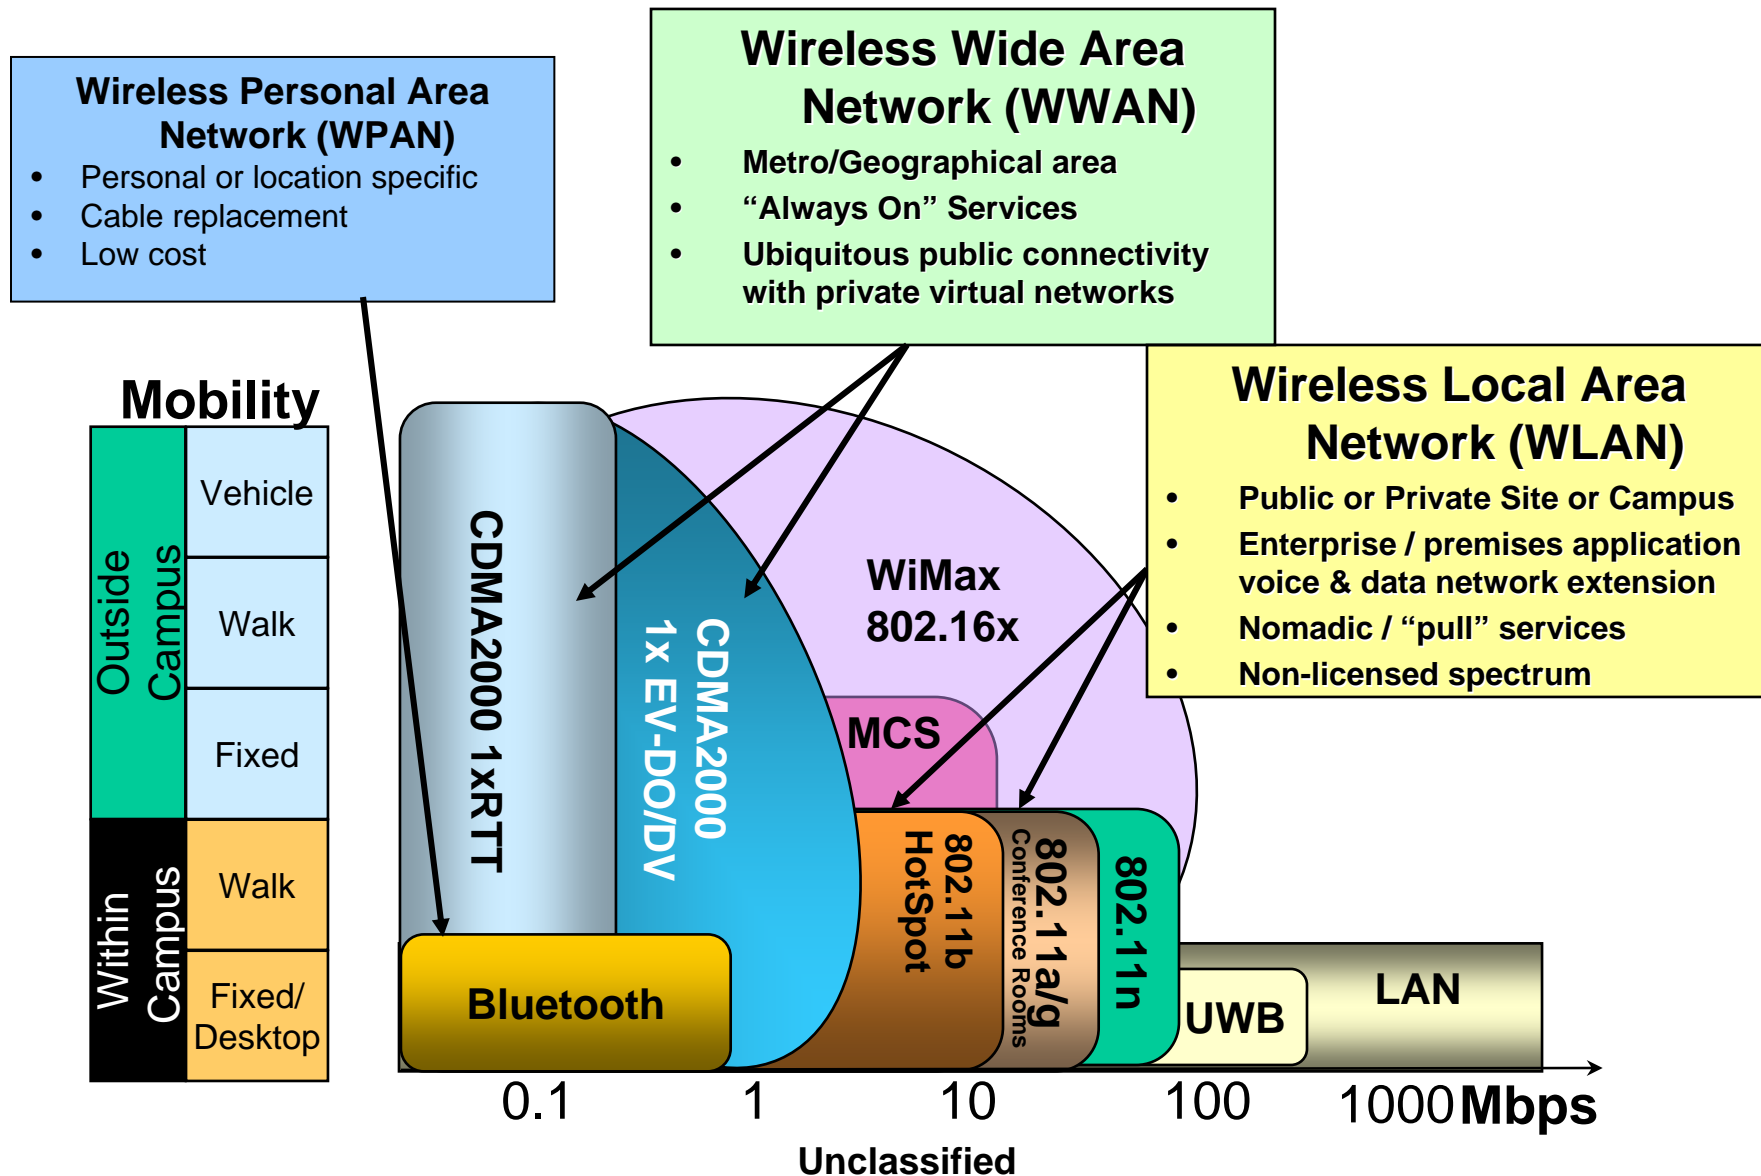 Wireless Personal Area
Network (WPAN)
• Personal or location specific
• Cable replacement
• Low cost
Wireless Wide Area
Network (WWAN)
• Metro/Geographical area
• “Always On” Services
• Ubiquitous public connectivity
with private virtual networks
Wireless Local Area
Network (WLAN)
• Public or Private Site or Campus
• Enterprise / premises application
voice & data network extension
• Nomadic / “pull” services
• Non-licensed spectrum
Mobility
Outside
Campus
Vehicle
Walk
Fixed
Within
Campus
Walk
Fixed/
Desktop
CDMA2000 1xRTT
CDMA2000
1x EV-DO/DV
WiMax
802.16x
MCS
Bluetooth
802.11b
HotSpot
802.11a/g
Conference Rooms
802.11n
UWB
LAN
0.1
1
10
100
1000
Mbps
Unclassified